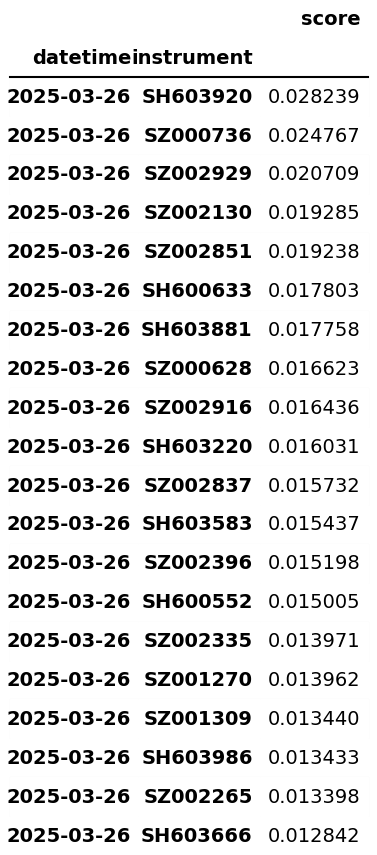 score
datetime instrument
2025-03-26 SH603920 0.028239
2025-03-26 SZ000736 0.024767
2025-03-26 SZ002929 0.020709
2025-03-26 SZ002130 0.019285
2025-03-26 SZ002851 0.019238
2025-03-26 SH600633 0.017803
2025-03-26 SH603881 0.017758
2025-03-26 SZ000628 0.016623
2025-03-26 SZ002916 0.016436
2025-03-26 SH603220 0.016031
2025-03-26 SZ002837 0.015732
2025-03-26 SH603583 0.015437
2025-03-26 SZ002396 0.015198
2025-03-26 SH600552 0.015005
2025-03-26 SZ002335 0.013971
2025-03-26 SZ001270 0.013962
2025-03-26 SZ001309 0.013440
2025-03-26 SH603986 0.013433
2025-03-26 SZ002265 0.013398
2025-03-26 SH603666 0.012842